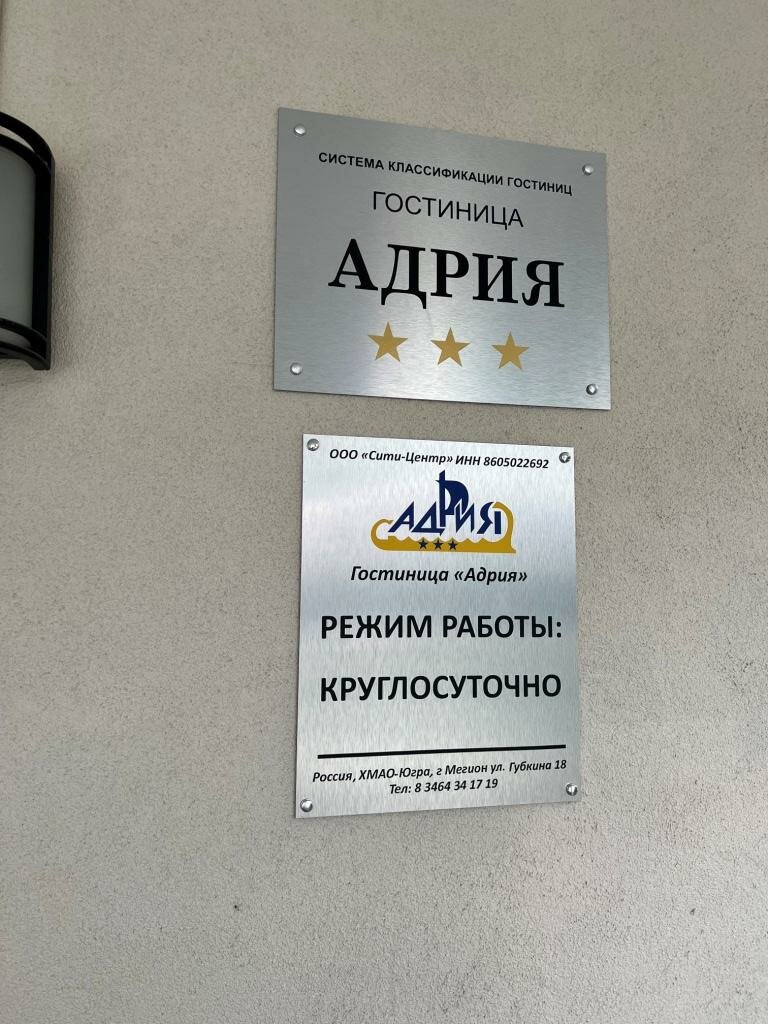 СИСТЕМА КЛАССИФИКАЦИИ ГОСТИНИЦ
ГОСТИНИЦА
АДРИЯ
ООО «Сити-Центр» ИНН 8605022692
АДРИЯ
Гостиница «Адрия»
РЕЖИМ РАБОТЫ:
КРУГЛОСУТОЧНО
Россия, ХМАО-Югра, г Мегион ул. Губкина 18
Тел: 8 3464 34 17 19